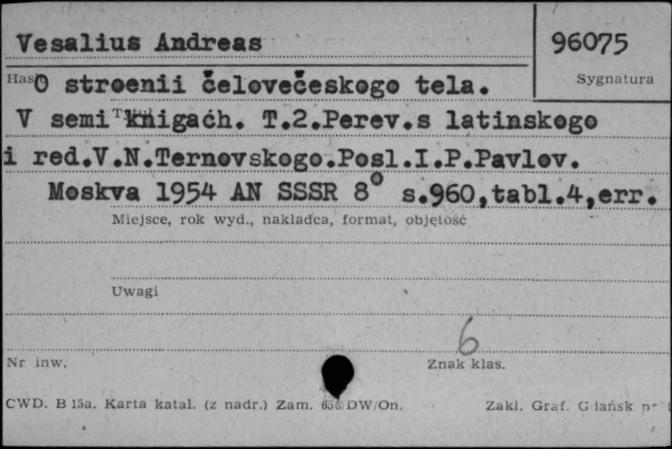 Vesalius Andreas
96075
Sygnatura
Hasło
O stroenii čelovečeskogo tela.
V semi knigaćh. T.2.Perev.s latinskogo
i red.V.N.Ternovskogo.Posl.I.P.Pavlov.
Moskva 1954 AN SSSR 8° s.960,tabl.4,err.
Miejsce, rok wyd., nakładca, format, objętość
Uwagi
6
Nr inw.
Znak klas.
CWD. B 15a. Karta katal. (z nadr.) Zam. DW/On.
Zakł. Graf. Gdańsk